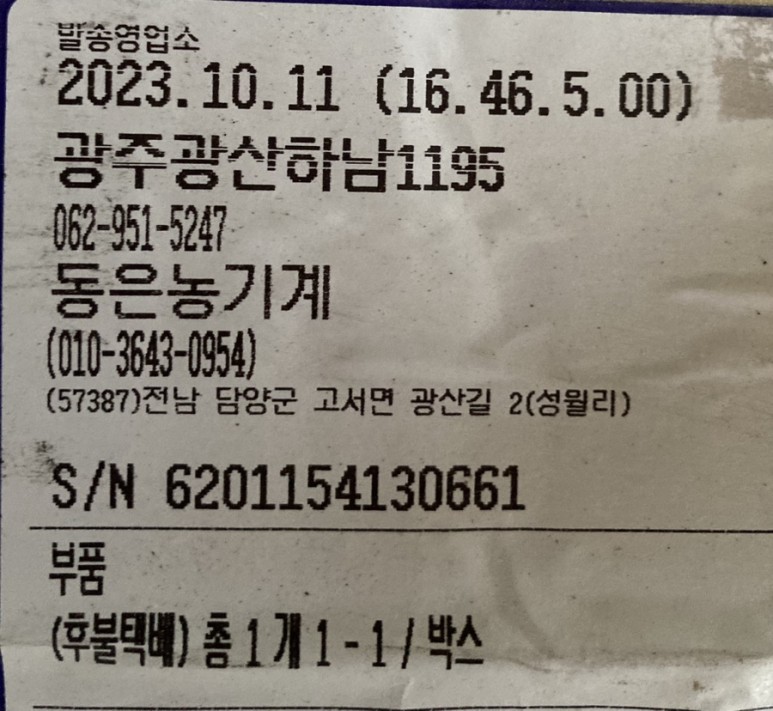 발송영업소
2023.10.11 (16.46.5.00)
광주광산하남1195
062-951-5247
동은농기계
(010-3643-0954)
(57387)전남 담양군 고서면 광산길 2(성월리)
S/N 6201154130661
부품
(후불택배) 총 1 개 1 - 1 / 박스